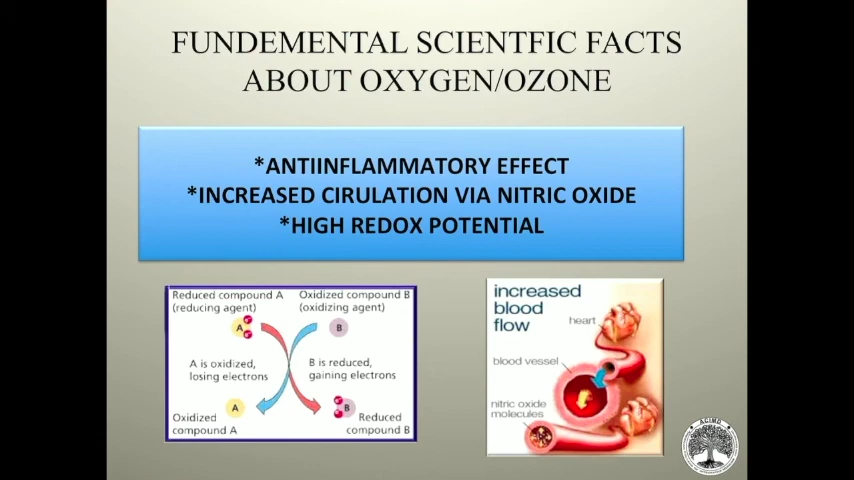 FUNDEMENTAL SCIENTFIC FACTS
ABOUT OXYGEN/OZONE
*ANTIINFLAMMATORY EFFECT
*INCREASED CIRULATION VIA NITRIC OXIDE
*HIGH REDOX POTENTIAL
Reduced compound A
(reducing agent)
Oxidized compound B
(oxidizing agent)
A
B
A is oxidized,
losing electrons
B is reduced,
gaining electrons
A
B
Oxidized
compound A
Reduced
compound B
increased
blood
flow
heart
blood vessel
nitric oxide
molecules